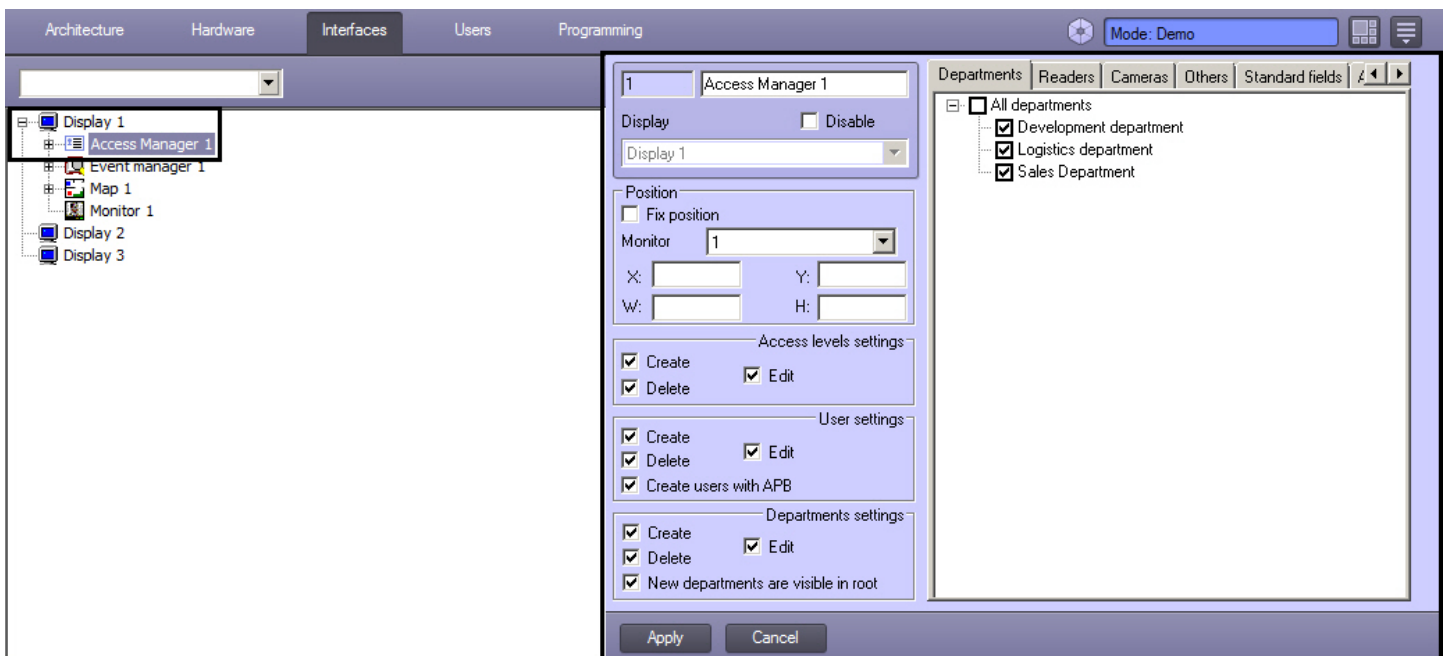 Architecture Hardware Interfaces Users Programming Mode: Demo
Display 1
Access Manager 1
Event manager 1
Map 1
Monitor 1
Display 2
Display 3
1 Access Manager 1
Display Disable
Display 1
Position
Fix position
Monitor 1
X: Y:
W: H:
Access levels settings
Create
Edit
Delete
User settings
Create
Edit
Delete
Create users with APB
Departments settings
Create
Edit
Delete
New departments are visible in root
Departments Readers Cameras Others Standard fields
All departments
Development department
Logistics department
Sales Department
Apply Cancel